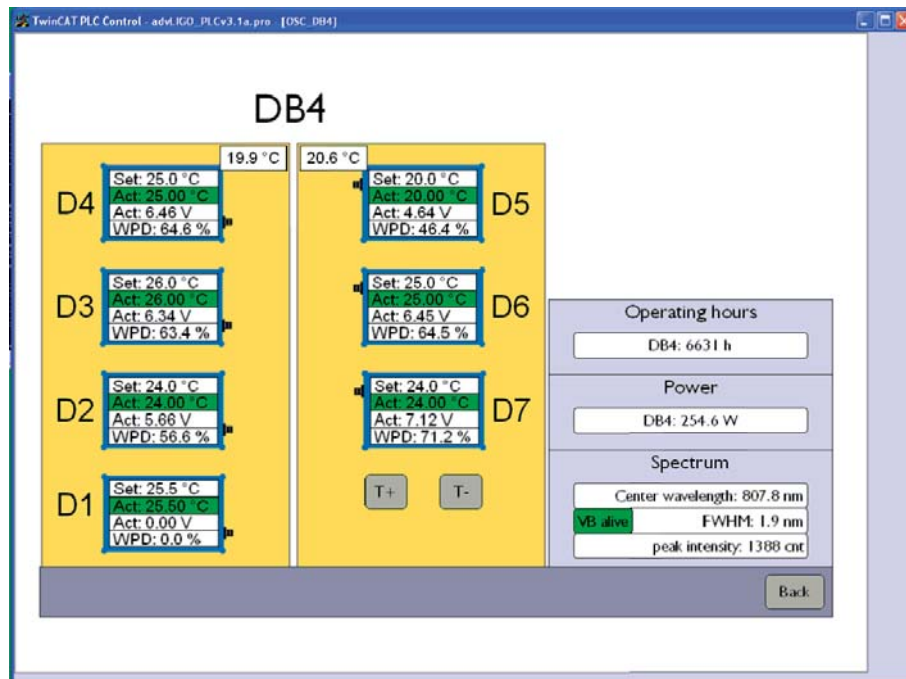 TwinCAT PLC Control - advLIGO_PLCv3.1a.pro - [OSC_DB4]
DB4
19.9 °C
20.6 °C
D4
Set: 25.0 °C
Act: 25.00 °C
Act: 6.46 V
WPD: 64.6 %
D5
Set: 20.0 °C
Act: 20.00 °C
Act: 4.64 V
WPD: 46.4 %
D3
Set: 26.0 °C
Act: 26.00 °C
Act: 6.34 V
WPD: 63.4 %
D6
Set: 25.0 °C
Act: 25.00 °C
Act: 6.45 V
WPD: 64.5 %
D2
Set: 24.0 °C
Act: 24.00 °C
Act: 5.66 V
WPD: 56.6 %
D7
Set: 24.0 °C
Act: 24.00 °C
Act: 7.12 V
WPD: 71.2 %
D1
Set: 25.5 °C
Act: 25.50 °C
Act: 0.00 V
WPD: 0.0 %
T+
T-
Operating hours
DB4: 6631 h
Power
DB4: 254.6 W
Spectrum
Center wavelength: 807.8 nm
VB alive
FWHM: 1.9 nm
peak intensity: 1388 cnt
Back